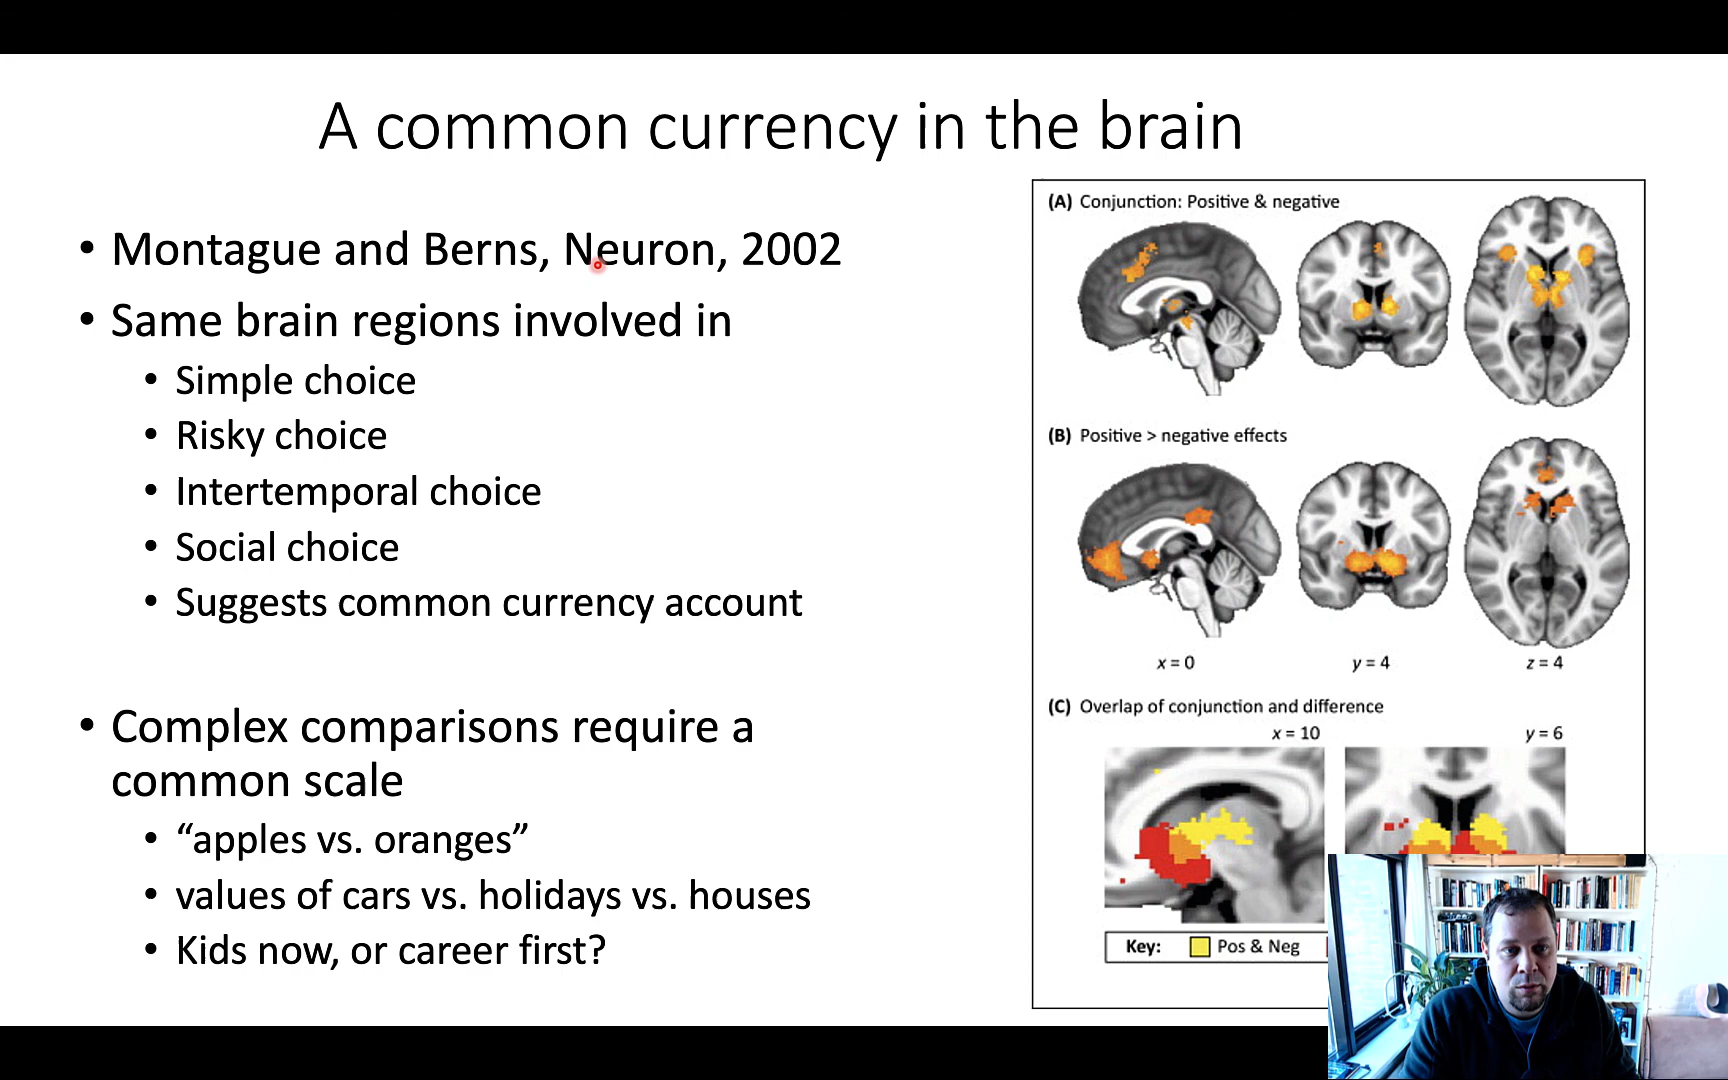 A common currency in the brain
• Montague and Berns, Neuron, 2002
• Same brain regions involved in
• Simple choice
• Risky choice
• Intertemporal choice
• Social choice
• Suggests common currency account
• Complex comparisons require a
common scale
• “apples vs. oranges”
• values of cars vs. holidays vs. houses
• Kids now, or career first?
(A) Conjunction: Positive & negative
(B) Positive > negative effects
x = 0 y = 4 z = 4
(C) Overlap of conjunction and difference
x = 10 y = 6
Key: Pos & Neg